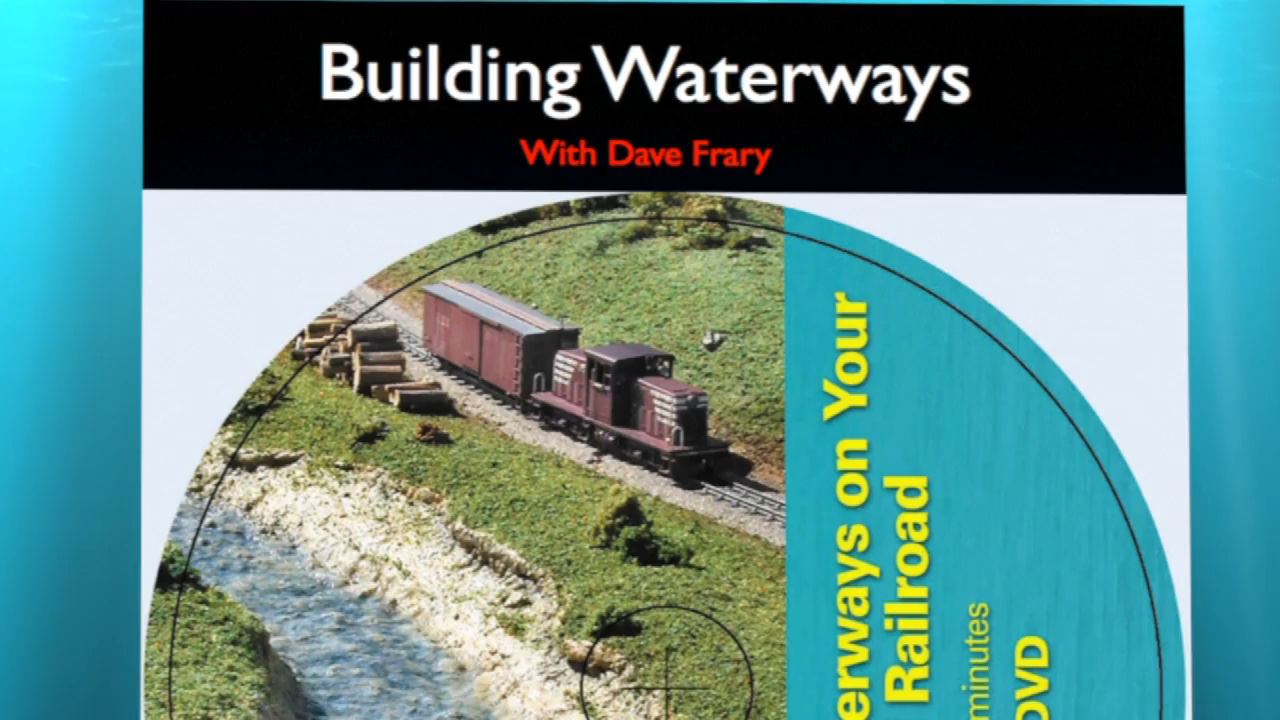 Building Waterways
With Dave Frary
erways on Your
Railroad
minutes
DVD